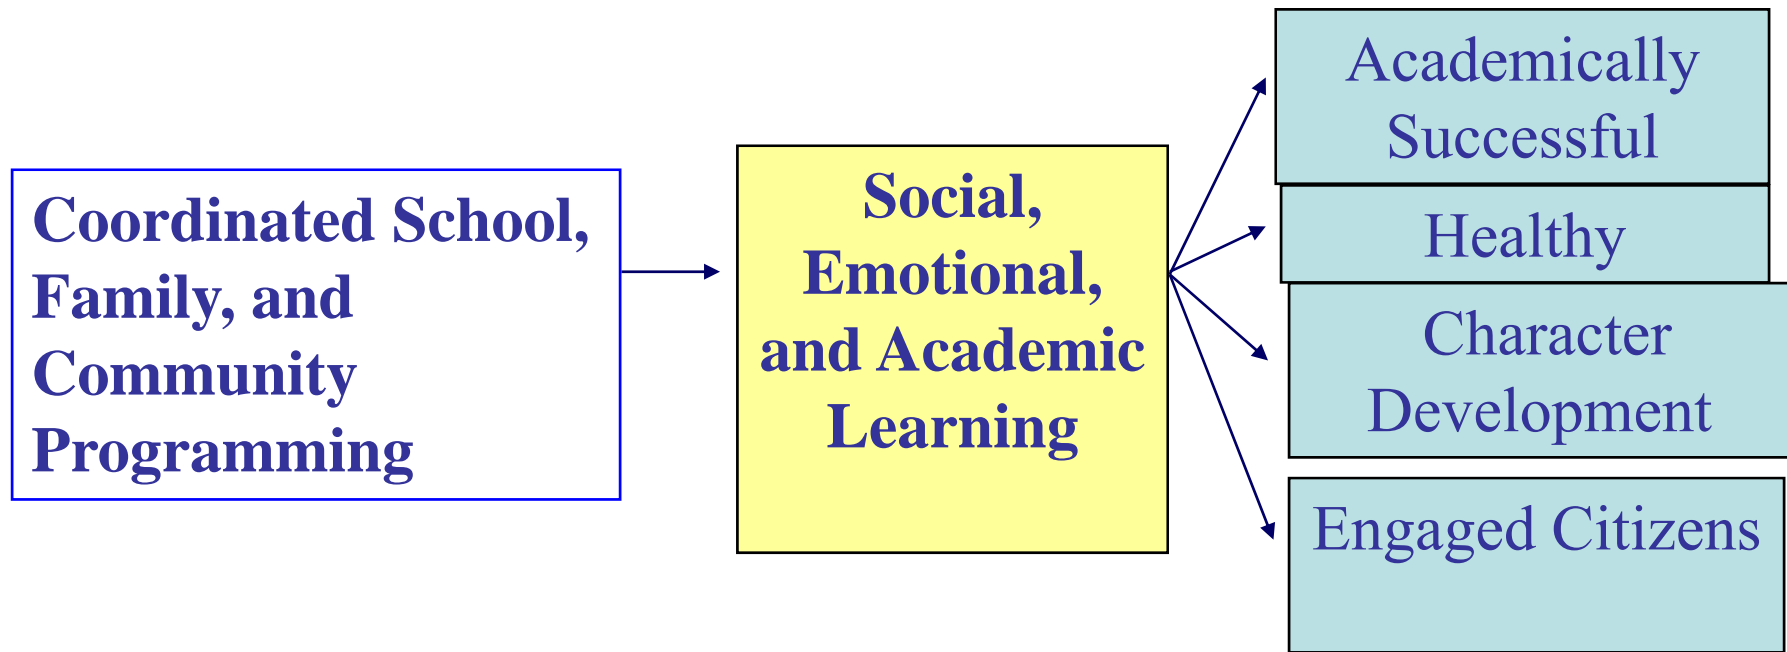 Coordinated School,
Family, and
Community
Programming
Social,
Emotional,
and Academic
Learning
Academically
Successful
Healthy
Character
Development
Engaged Citizens